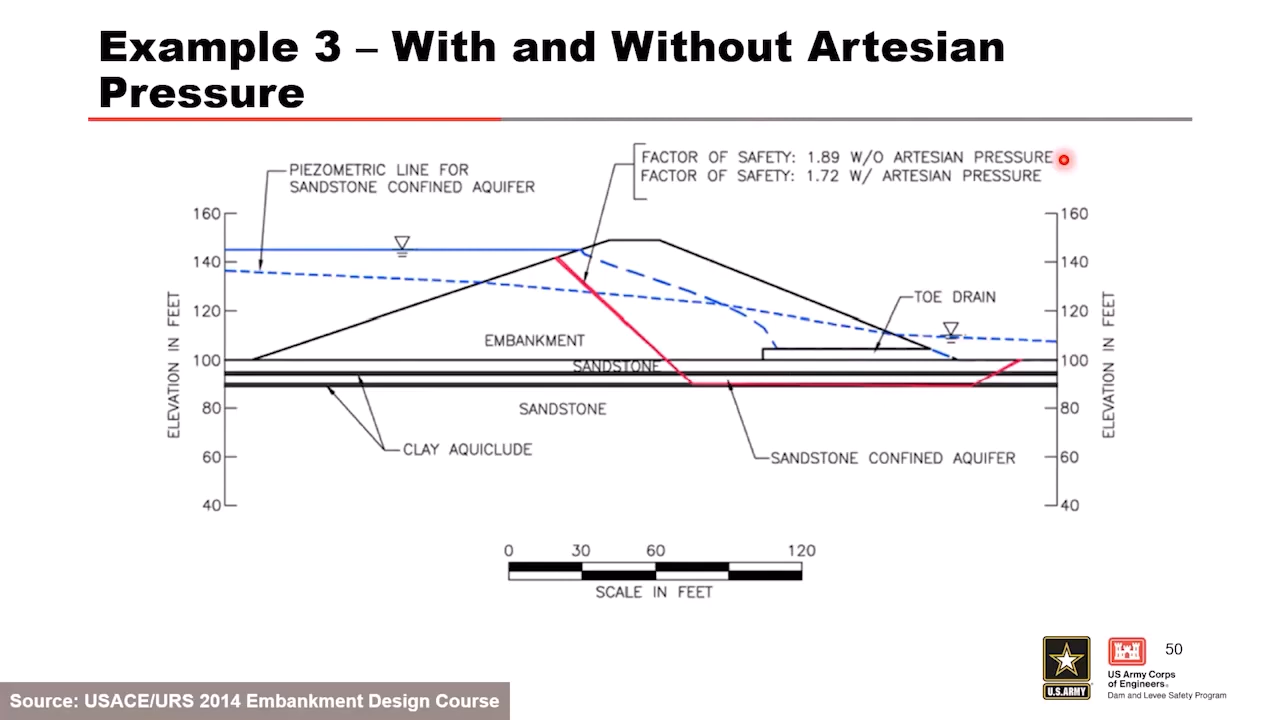 Example 3 – With and Without Artesian
Pressure
PIEZOMETRIC LINE FOR
SANDSTONE CONFINED AQUIFER
FACTOR OF SAFETY: 1.89 W/O ARTESIAN PRESSURE
FACTOR OF SAFETY: 1.72 W/ ARTESIAN PRESSURE
160
140
120
100
80
60
40
ELEVATION IN FEET
160
140
120
100
80
60
40
ELEVATION IN FEET
TOE DRAIN
EMBANKMENT
SANDSTONE
SANDSTONE
CLAY AQUICLUDE
SANDSTONE CONFINED AQUIFER
0 30 60 120
SCALE IN FEET
U.S.ARMY
US Army Corps
of Engineers®
Dam and Levee Safety Program
50
Source: USACE/URS 2014 Embankment Design Course